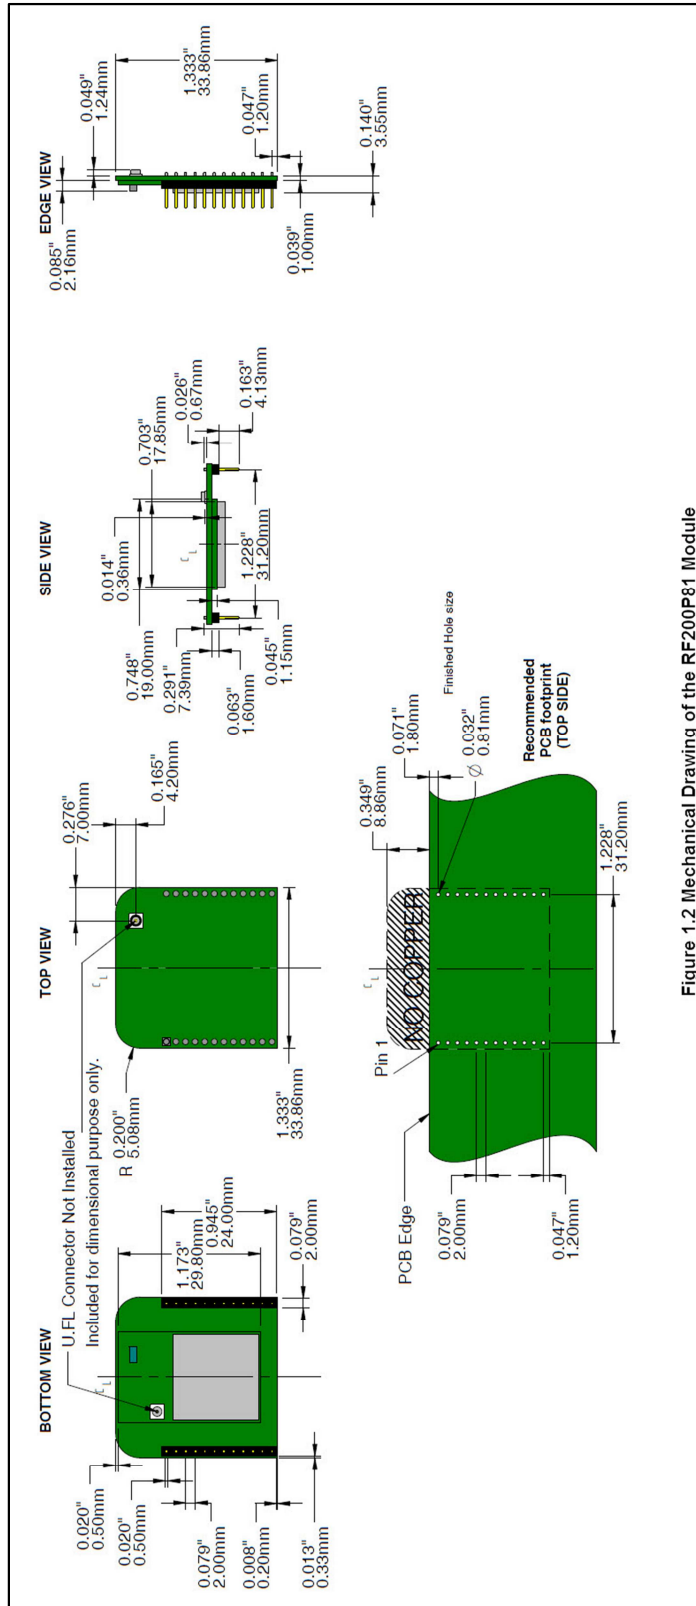 BOTTOM VIEW
U.FL Connector Not Installed
Included for dimensional purpose only.
0.020"
0.50mm
0.020"
0.50mm
0.079"
2.00mm
0.008"
0.20mm
0.013"
0.33mm
1.173"
29.80mm
0.945"
24.00mm
0.079"
2.00mm
CL
TOP VIEW
0.276"
7.00mm
0.165"
4.20mm
CL
R 0.200"
5.08mm
1.333"
33.86mm
SIDE VIEW
0.014"
0.36mm
0.703"
17.85mm
0.026"
0.67mm
0.163"
4.13mm
0.748"
19.00mm
0.291"
7.39mm
0.063"
1.60mm
0.045"
1.15mm
1.228"
31.20mm
CL
EDGE VIEW
0.049"
1.24mm
1.333"
33.86mm
0.047"
1.20mm
0.140"
3.55mm
0.085"
2.16mm
0.039"
1.00mm
PCB Edge
Pin 1
NO COPPER
CL
0.349"
8.86mm
0.071"
1.80mm
Ø 0.032"
0.81mm
Finished Hole size
Recommended
PCB footprint
(TOP SIDE)
0.079"
2.00mm
0.047"
1.20mm
1.228"
31.20mm
Figure 1.2 Mechanical Drawing of the RF200P81 Module